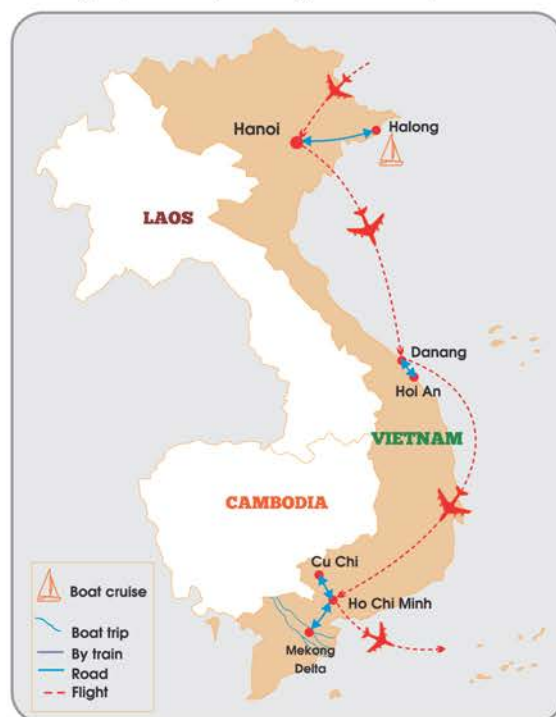 Hanoi
Halong
LAOS
Danang
Hoi An
VIETNAM
CAMBODIA
Cu Chi
Ho Chi Minh
Mekong
Delta
Boat cruise
Boat trip
By train
Road
Flight